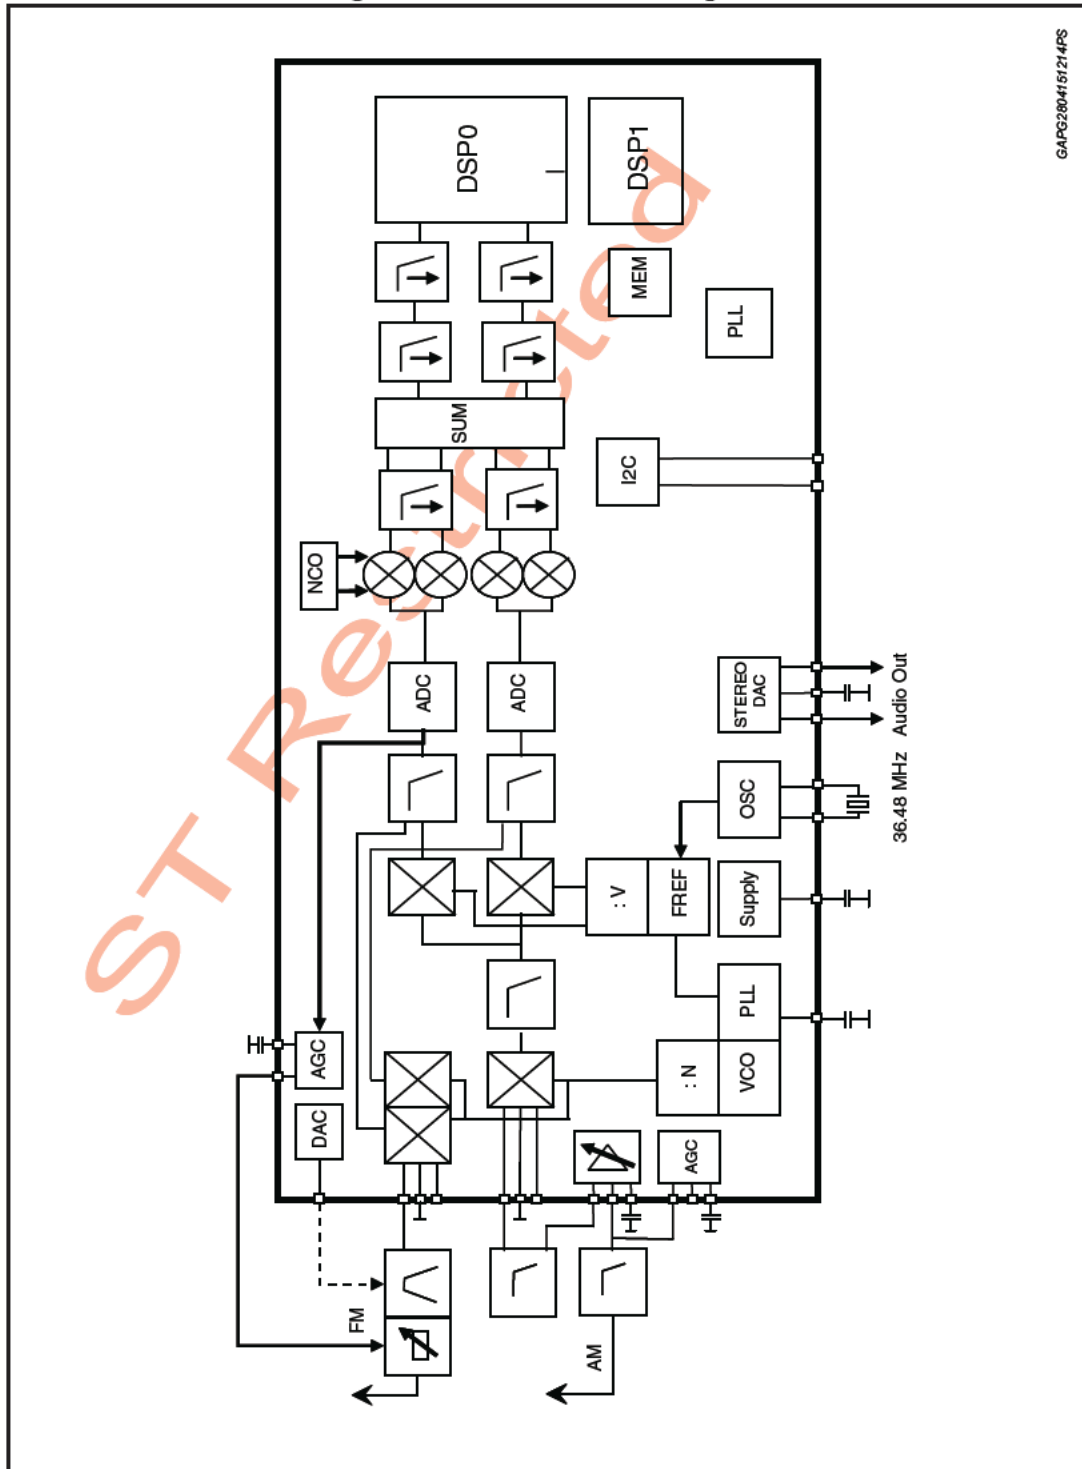 GAPG2804151214PS
DSP0
DSP1
MEM
PLL
SUM
I2C
NCO
ADC
ADC
STEREO
DAC
Audio Out
OSC
36.48 MHz
: V
FREF
Supply
PLL
: N
VCO
AGC
DAC
AGC
FM
AM
ST Restricted